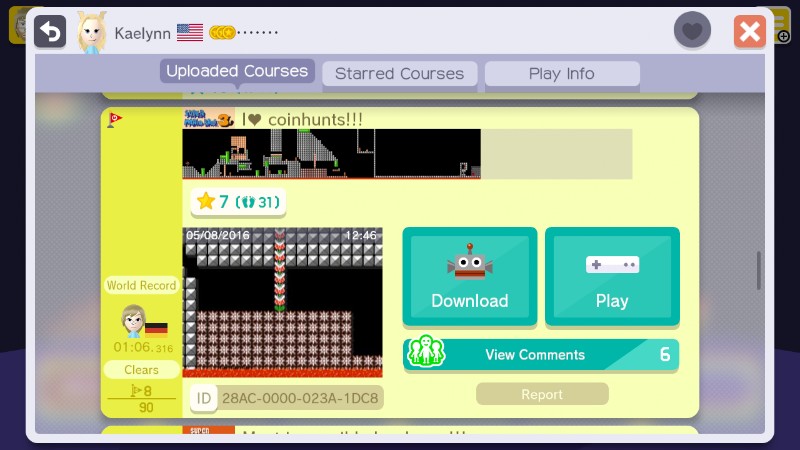 Kaelynn
Uploaded Courses
Starred Courses
Play Info
I♥ coinhunts!!!
7 (31)
05/08/2016 12:46
World Record
01:06.316
Clears
8
90
Download
Play
View Comments 6
ID 28AC-0000-023A-1DC8
Report